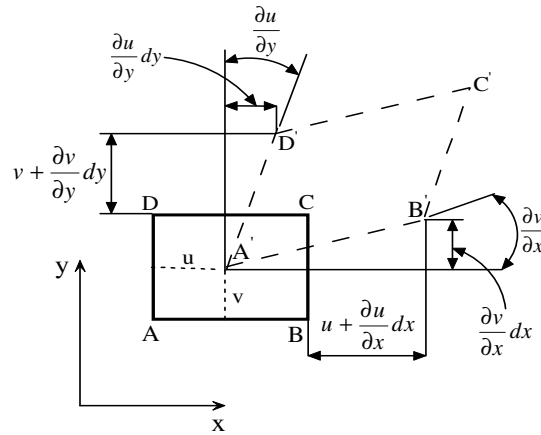 ∂u/∂y
∂u/∂y dy
C'
D'
v + ∂v/∂y dy
D
C
B'
∂v/∂x
A'
y
u
v
u + ∂u/∂x dx
∂v/∂x dx
A
B
x